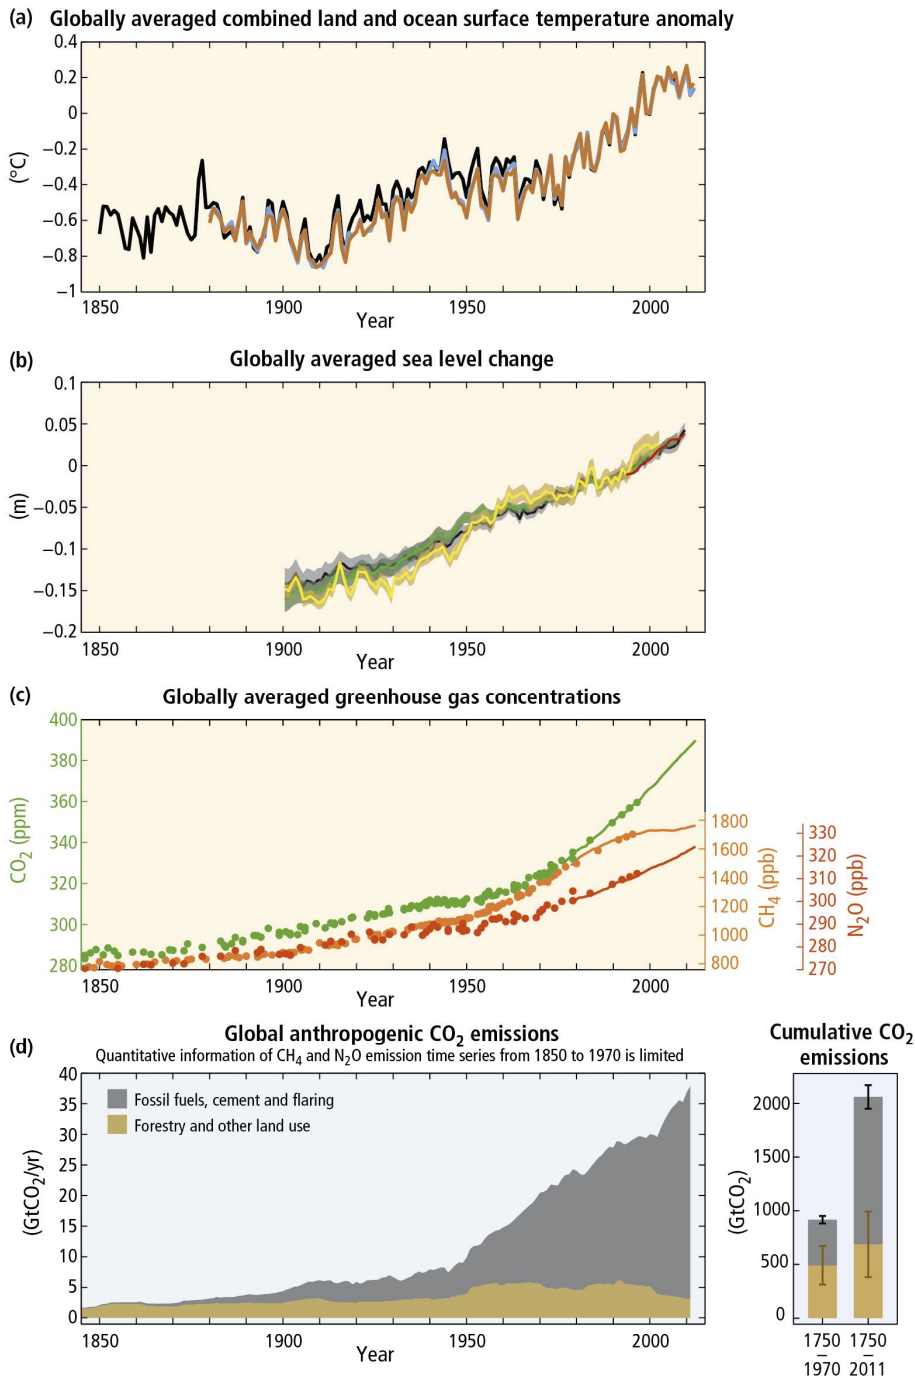 (a) Globally averaged combined land and ocean surface temperature anomaly
0.4
0.2
0
−0.2
−0.4
−0.6
−0.8
−1
(°C)
1850 1900 1950 2000
Year
(b) Globally averaged sea level change
0.1
0.05
0
−0.05
−0.1
−0.15
−0.2
(m)
1850 1900 1950 2000
Year
(c) Globally averaged greenhouse gas concentrations
400
380
360
340
320
300
280
CO2 (ppm)
1800
1600
1400
1200
1000
800
CH4 (ppb)
330
320
310
300
290
280
270
N2O (ppb)
1850 1900 1950 2000
Year
(d) Global anthropogenic CO2 emissions
Quantitative information of CH4 and N2O emission time series from 1850 to 1970 is limited
40
35
30
25
20
15
10
5
0
(GtCO2/yr)
Fossil fuels, cement and flaring
Forestry and other land use
1850 1900 1950 2000
Year
Cumulative CO2
emissions
2000
1500
1000
500
0
(GtCO2)
1750 1750
– –
1970 2011